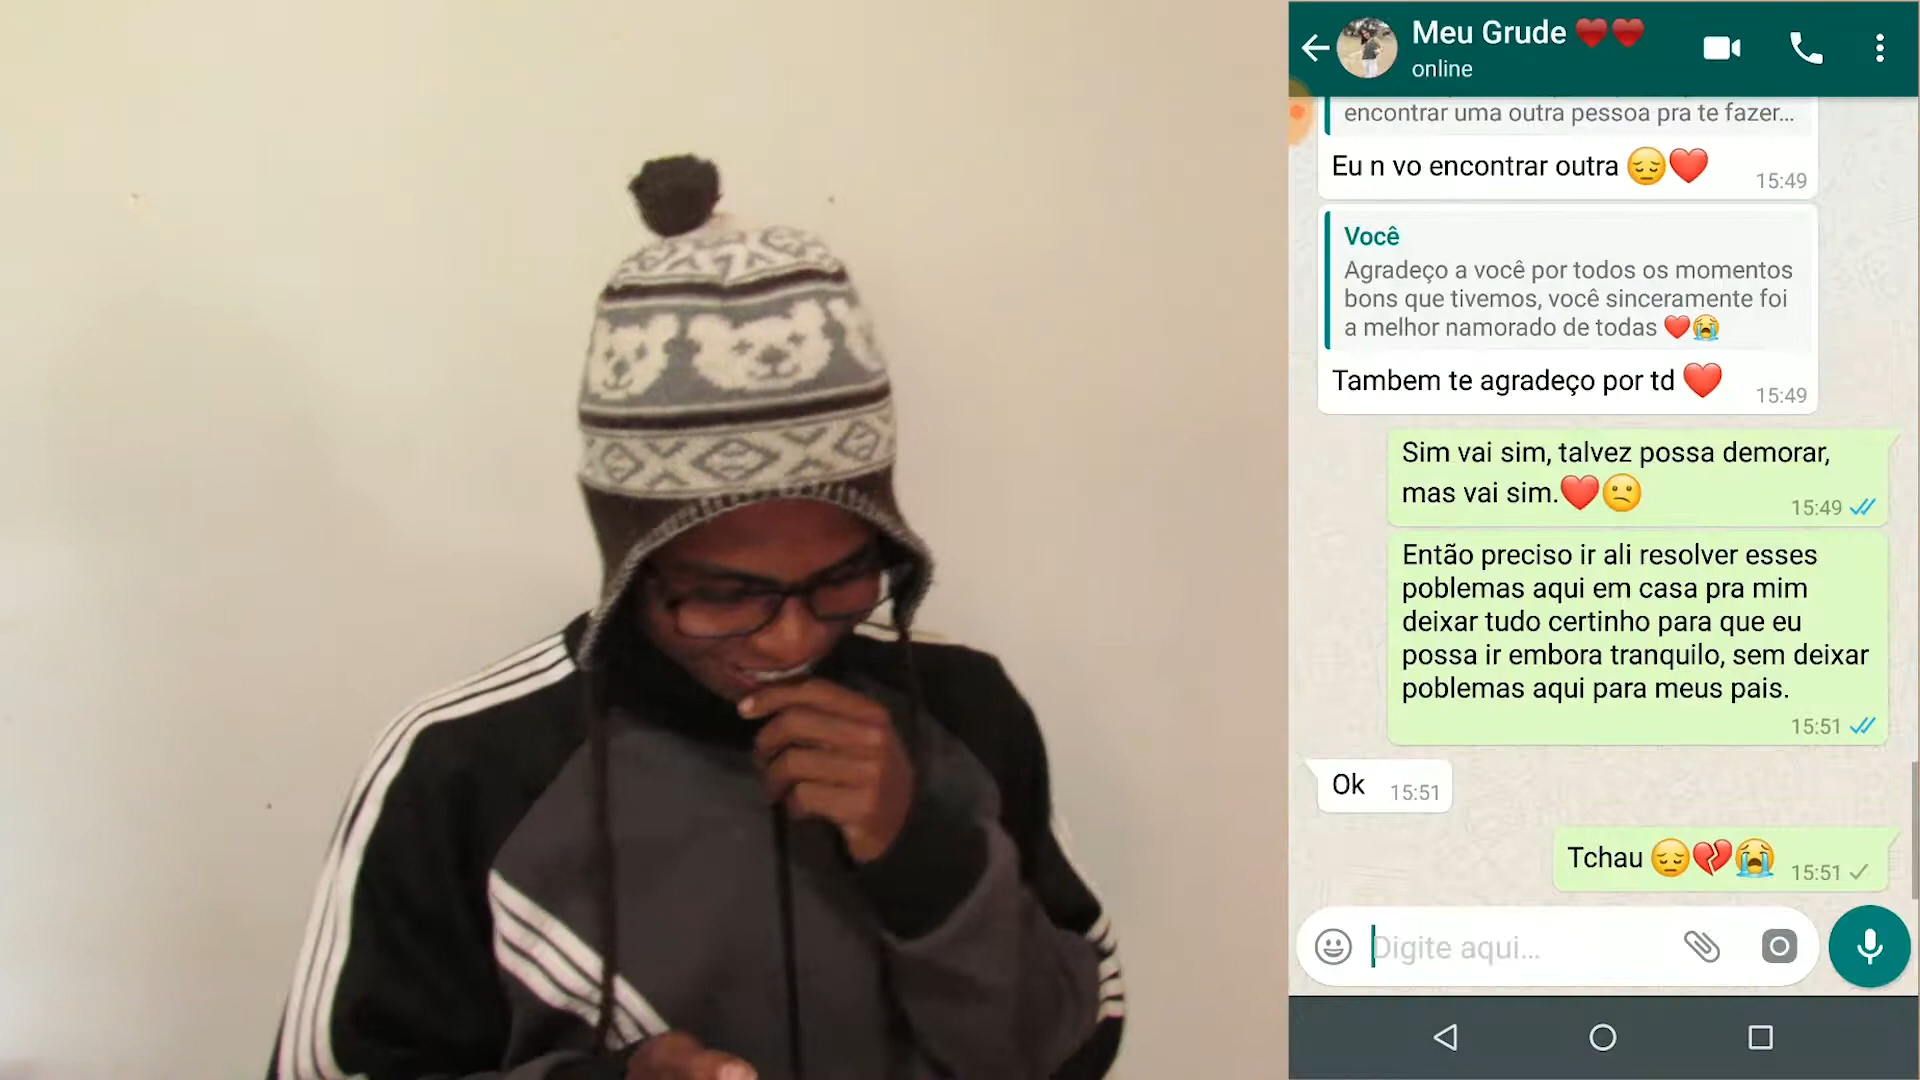 Meu Grude ❤️❤️
online
encontrar uma outra pessoa pra te fazer...
Eu n vo encontrar outra 😔❤️
15:49
Você
Agradeço a você por todos os momentos
bons que tivemos, você sinceramente foi
a melhor namorado de todas ❤️😭
Tambem te agradeço por td ❤️
15:49
Sim vai sim, talvez possa demorar,
mas vai sim.❤️😕
15:49
Então preciso ir ali resolver esses
poblemas aqui em casa pra mim
deixar tudo certinho para que eu
possa ir embora tranquilo, sem deixar
poblemas aqui para meus pais.
15:51
Ok 15:51
Tchau 😔💔😭 15:51
Digite aqui...